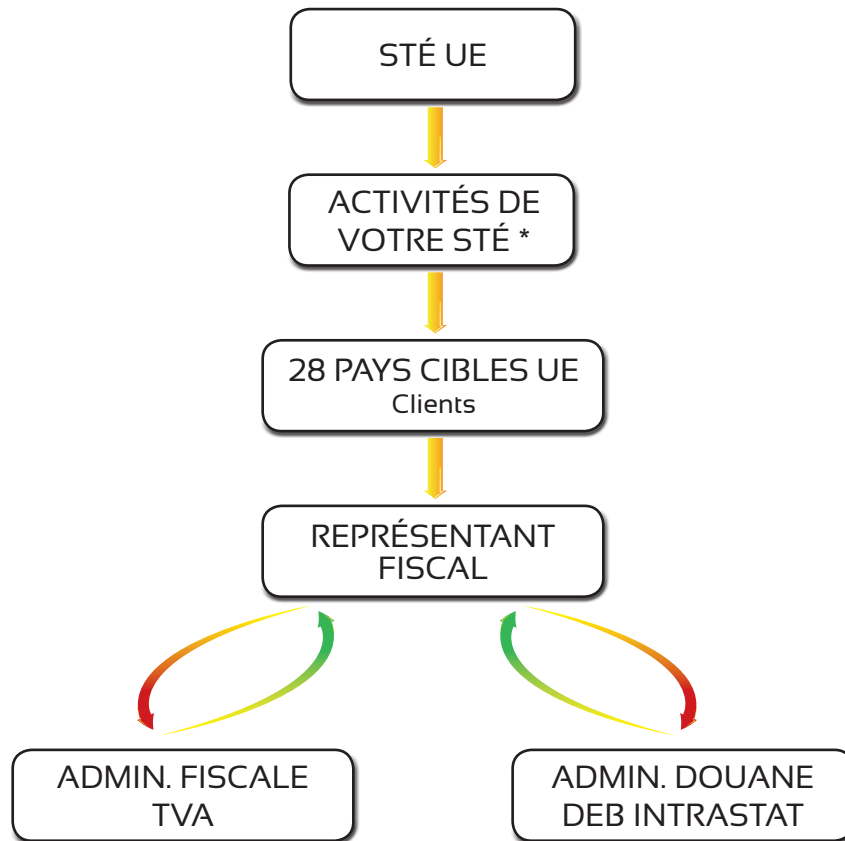 STÉ UE
ACTIVITÉS DE
VOTRE STÉ *
28 PAYS CIBLES UE
Clients
REPRÉSENTANT
FISCAL
ADMIN. FISCALE
TVA
ADMIN. DOUANE
DEB INTRASTAT